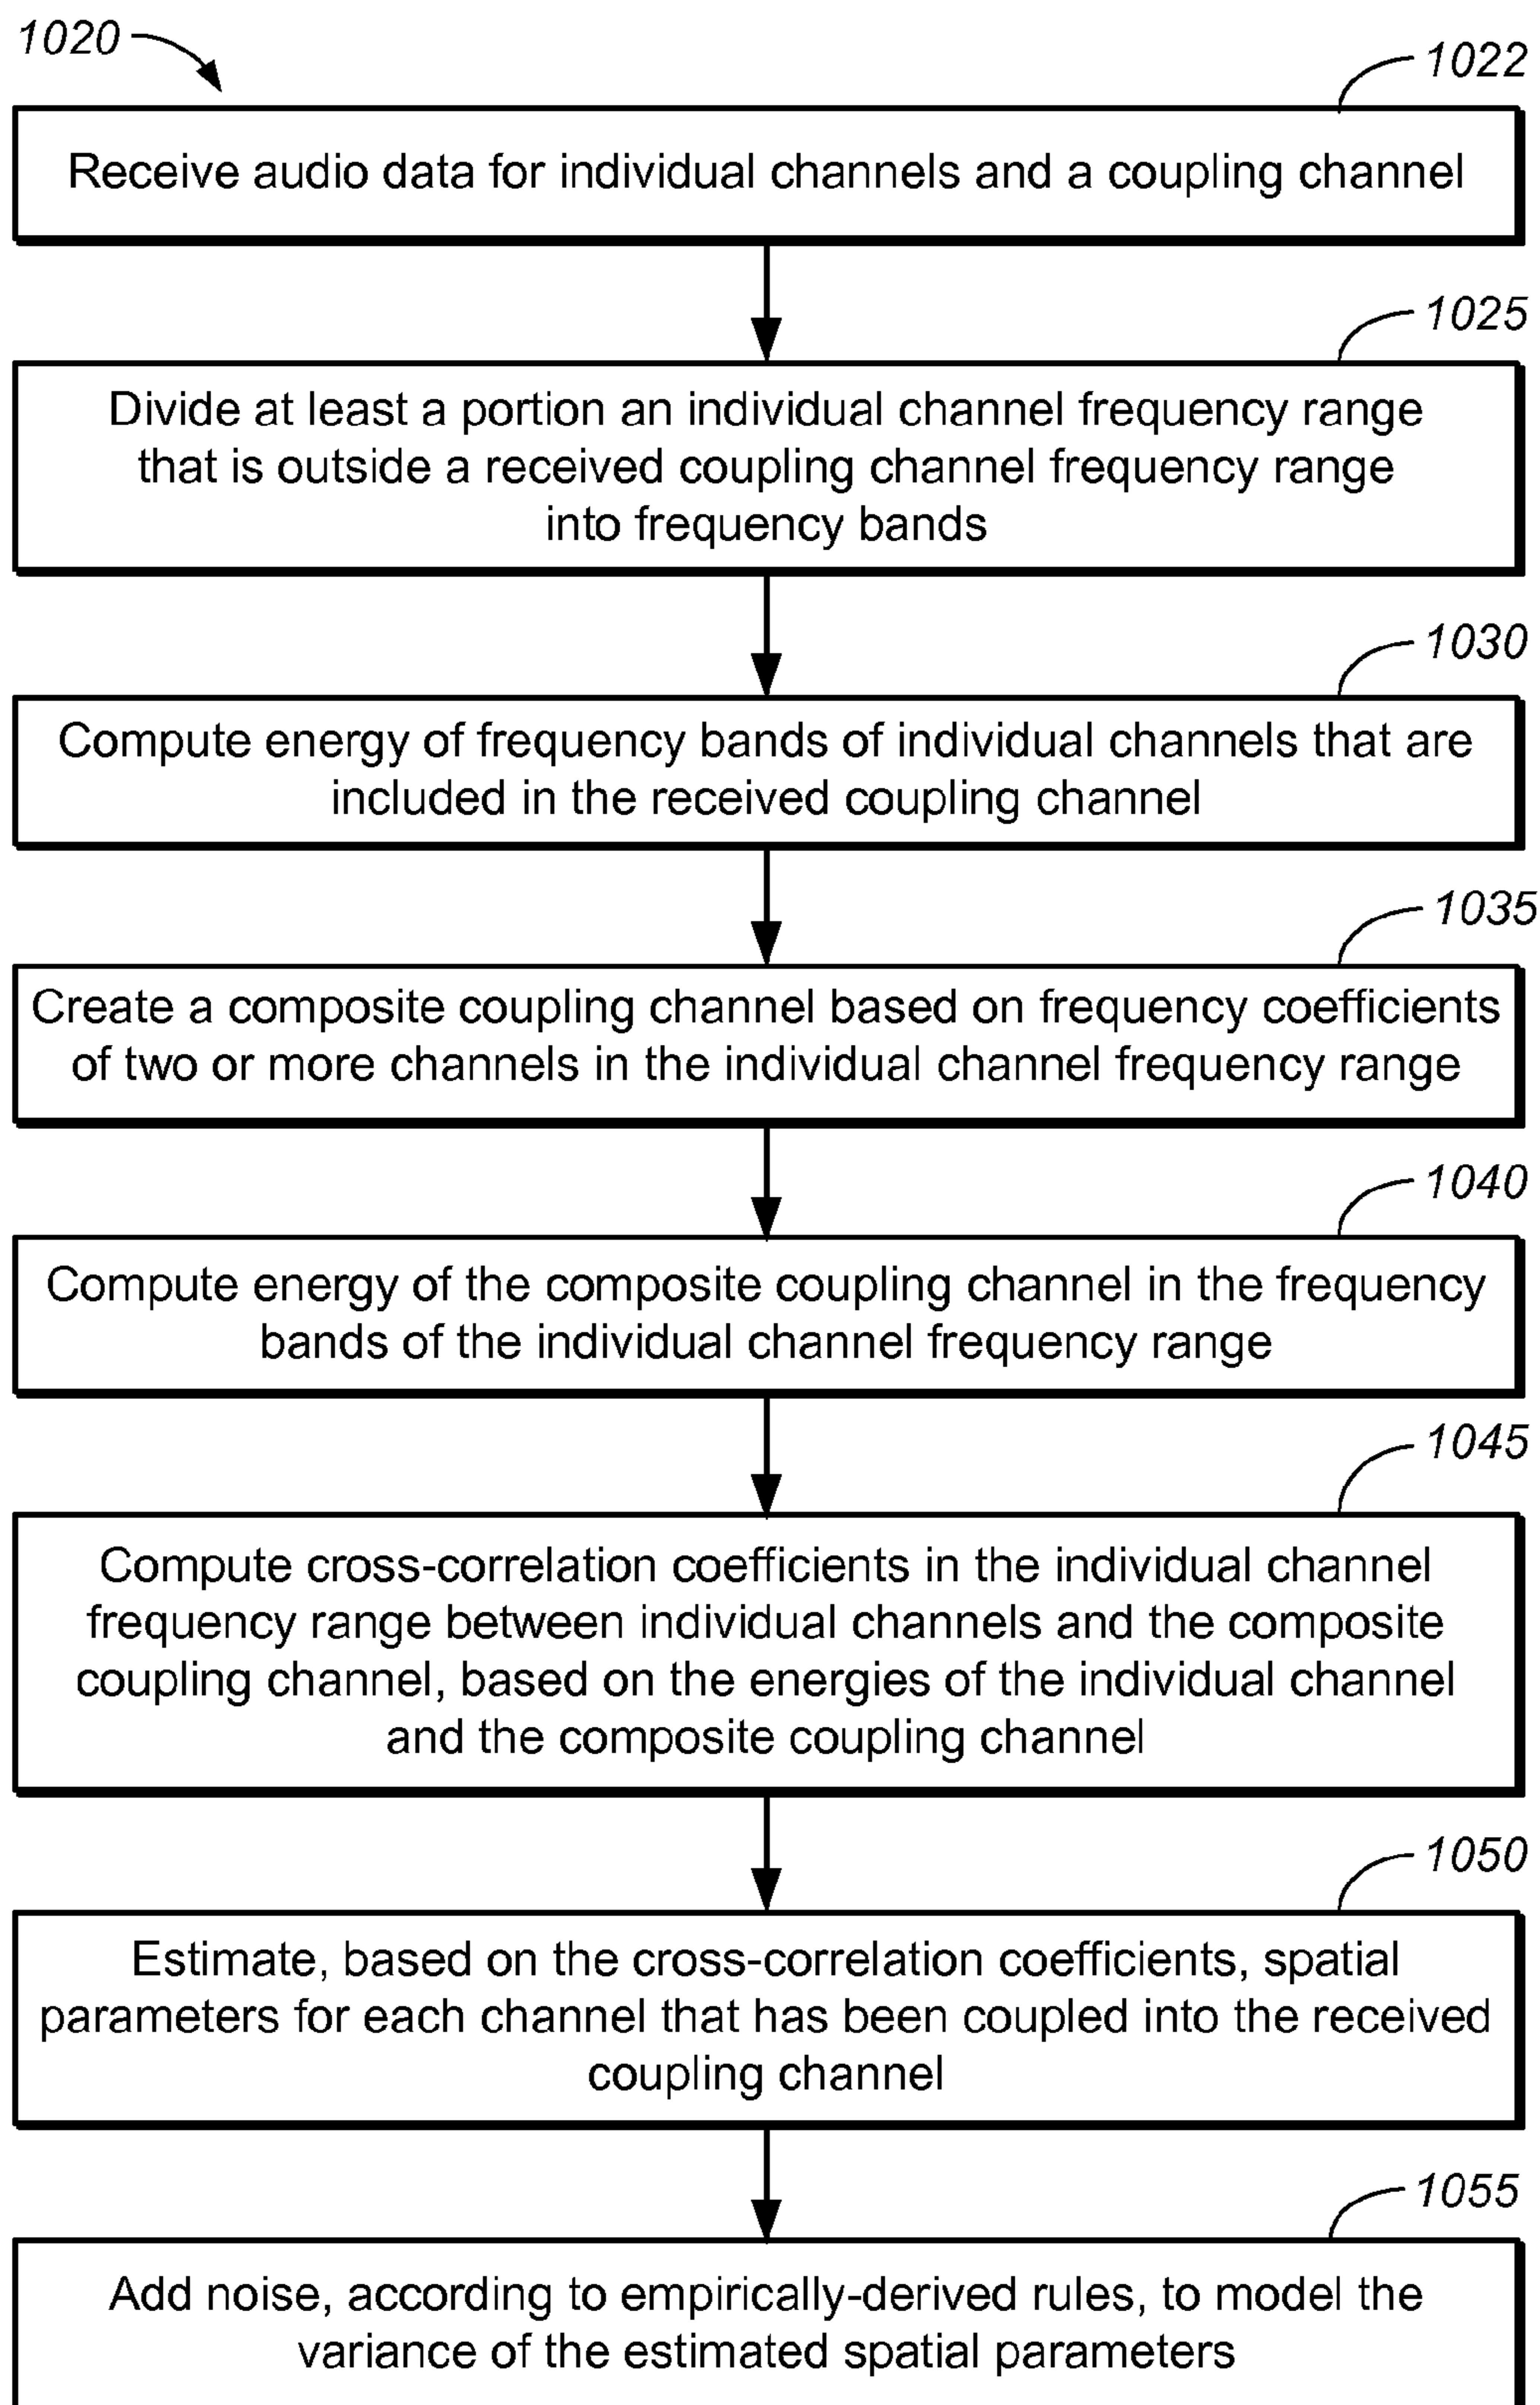 1020
1022
Receive audio data for individual channels and a coupling channel
1025
Divide at least a portion an individual channel frequency range
that is outside a received coupling channel frequency range
into frequency bands
1030
Compute energy of frequency bands of individual channels that are
included in the received coupling channel
1035
Create a composite coupling channel based on frequency coefficients
of two or more channels in the individual channel frequency range
1040
Compute energy of the composite coupling channel in the frequency
bands of the individual channel frequency range
1045
Compute cross-correlation coefficients in the individual channel
frequency range between individual channels and the composite
coupling channel, based on the energies of the individual channel
and the composite coupling channel
1050
Estimate, based on the cross-correlation coefficients, spatial
parameters for each channel that has been coupled into the received
coupling channel
1055
Add noise, according to empirically-derived rules, to model the
variance of the estimated spatial parameters